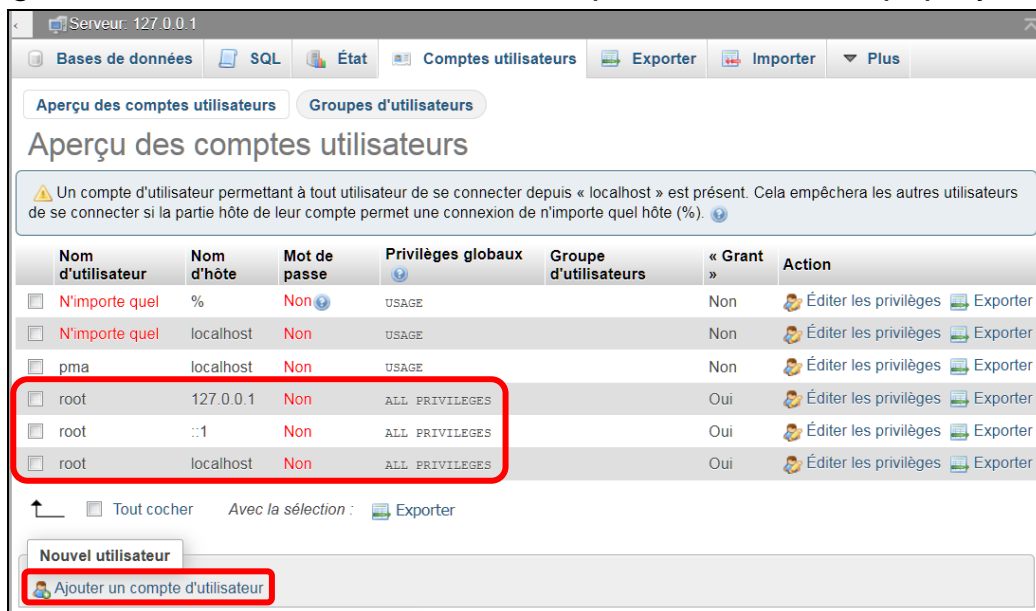 Serveur: 127.0.0.1
Bases de données SQL État Comptes utilisateurs Exporter Importer Plus
Aperçu des comptes utilisateurs Groupes d'utilisateurs
Aperçu des comptes utilisateurs
Un compte d'utilisateur permettant à tout utilisateur de se connecter depuis « localhost » est présent. Cela empêchera les autres utilisateurs
de se connecter si la partie hôte de leur compte permet une connexion de n'importe quel hôte (%).
Nom d'utilisateur Nom d'hôte Mot de passe Privilèges globaux Groupe d'utilisateurs « Grant » Action
N'importe quel % Non USAGE Non Éditer les privilèges Exporter
N'importe quel localhost Non USAGE Non Éditer les privilèges Exporter
pma localhost Non USAGE Non Éditer les privilèges Exporter
root 127.0.0.1 Non ALL PRIVILEGES Oui Éditer les privilèges Exporter
root ::1 Non ALL PRIVILEGES Oui Éditer les privilèges Exporter
root localhost Non ALL PRIVILEGES Oui Éditer les privilèges Exporter
Tout cocher Avec la sélection : Exporter
Nouvel utilisateur
Ajouter un compte d'utilisateur